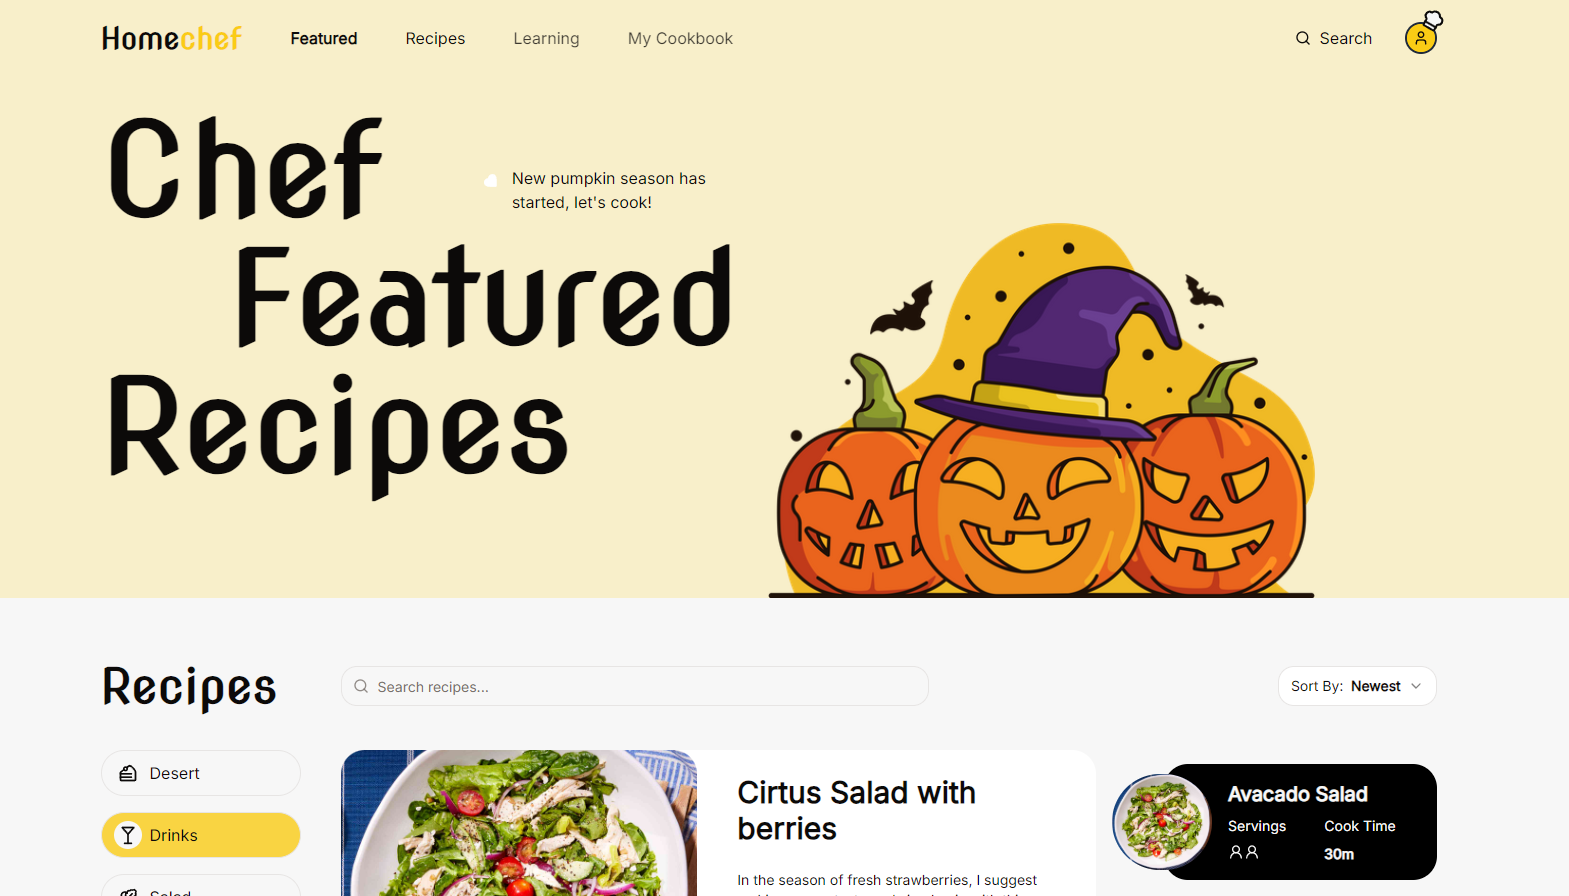 Homechef
Featured
Recipes
Learning
My Cookbook
Search
Chef
Featured
Recipes
New pumpkin season has
started, let's cook!
Recipes
Search recipes...
Sort By: Newest
Desert
Drinks
Salad
Cirtus Salad with
berries
In the season of fresh strawberries, I suggest
Avacado Salad
Servings
Cook Time
30m